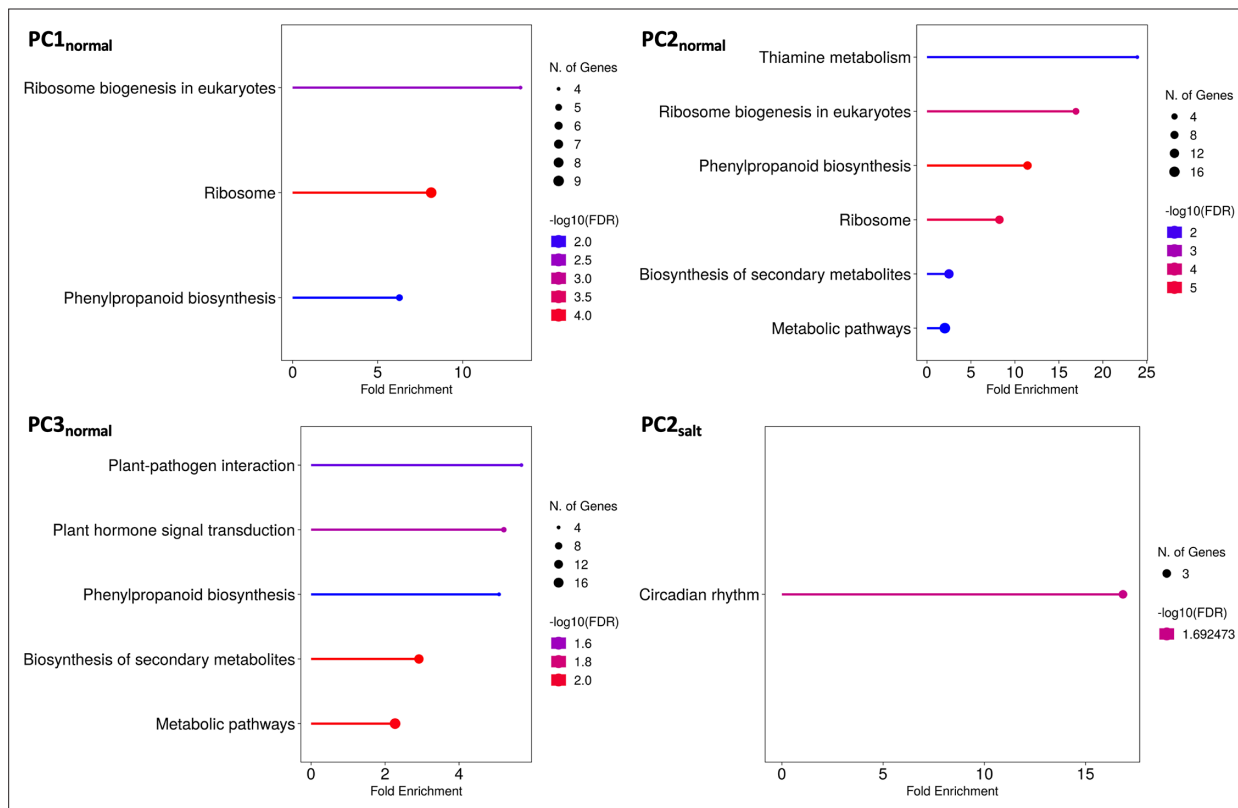 PC1normal
Ribosome biogenesis in eukaryotes
Ribosome
Phenylpropanoid biosynthesis
0 5 10
Fold Enrichment
N. of Genes
4
5
6
7
8
9
-log10(FDR)
2.0
2.5
3.0
3.5
4.0
PC2normal
Thiamine metabolism
Ribosome biogenesis in eukaryotes
Phenylpropanoid biosynthesis
Ribosome
Biosynthesis of secondary metabolites
Metabolic pathways
0 5 10 15 20 25
Fold Enrichment
N. of Genes
4
8
12
16
-log10(FDR)
2
3
4
5
PC3normal
Plant-pathogen interaction
Plant hormone signal transduction
Phenylpropanoid biosynthesis
Biosynthesis of secondary metabolites
Metabolic pathways
0 2 4
Fold Enrichment
N. of Genes
4
8
12
16
-log10(FDR)
1.6
1.8
2.0
PC2salt
Circadian rhythm
0 5 10 15
Fold Enrichment
N. of Genes
3
-log10(FDR)
1.692473